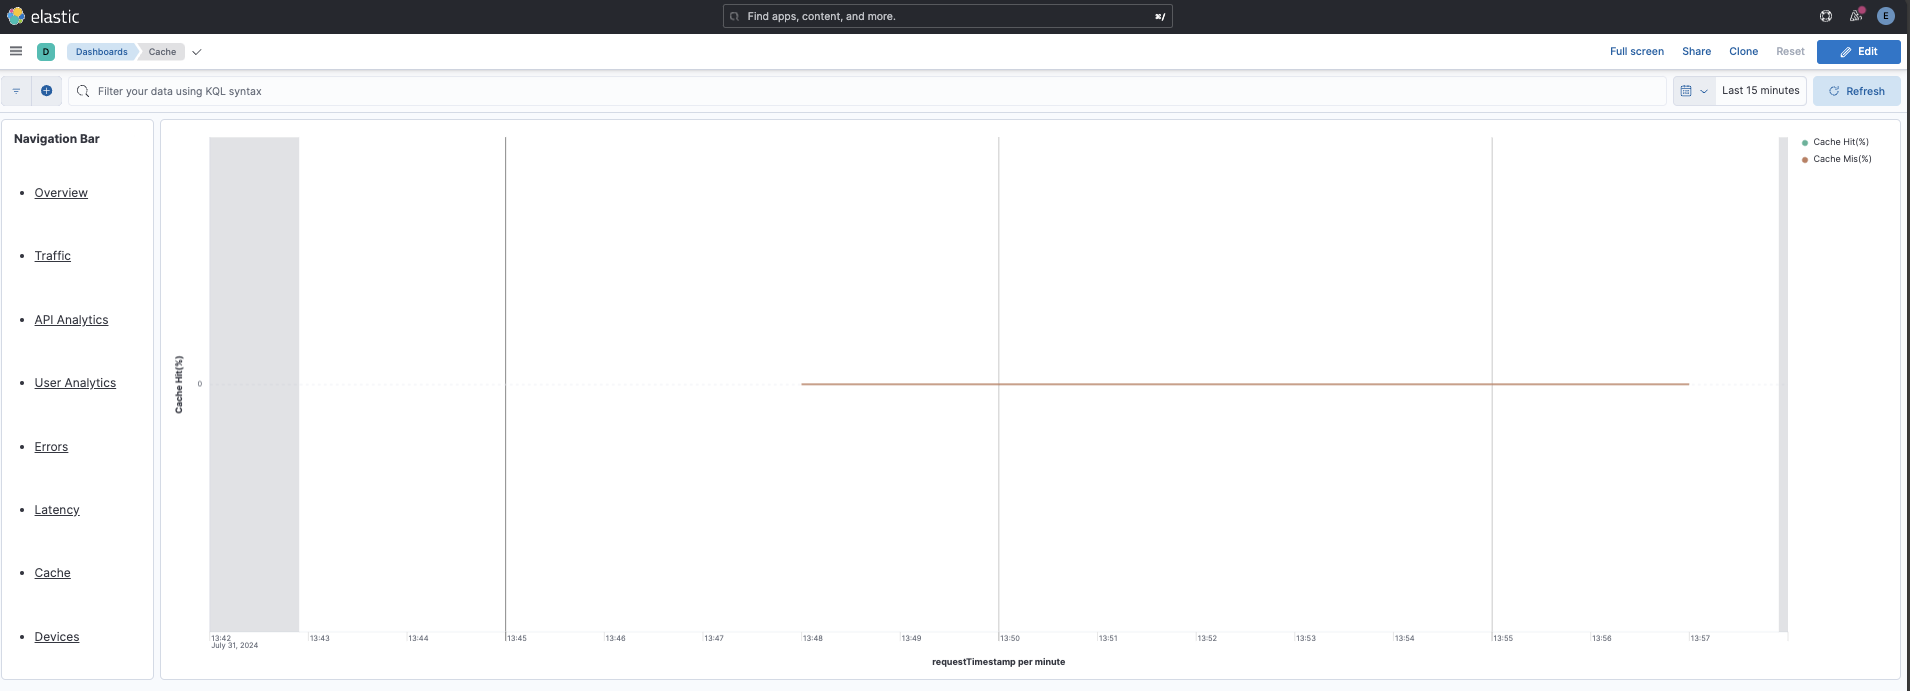 elastic
Find apps, content, and more.
⌘/
E
D
Dashboards
Cache
Full screen
Share
Clone
Reset
Edit
Filter your data using KQL syntax
Last 15 minutes
Refresh
Navigation Bar
• Overview
• Traffic
• API Analytics
• User Analytics
• Errors
• Latency
• Cache
• Devices
Cache Hit(%)
0
13:42 13:43 13:44 13:45 13:46 13:47 13:48 13:49 13:50 13:51 13:52 13:53 13:54 13:55 13:56 13:57
July 31, 2024
requestTimestamp per minute
Cache Hit(%)
Cache Mis(%)